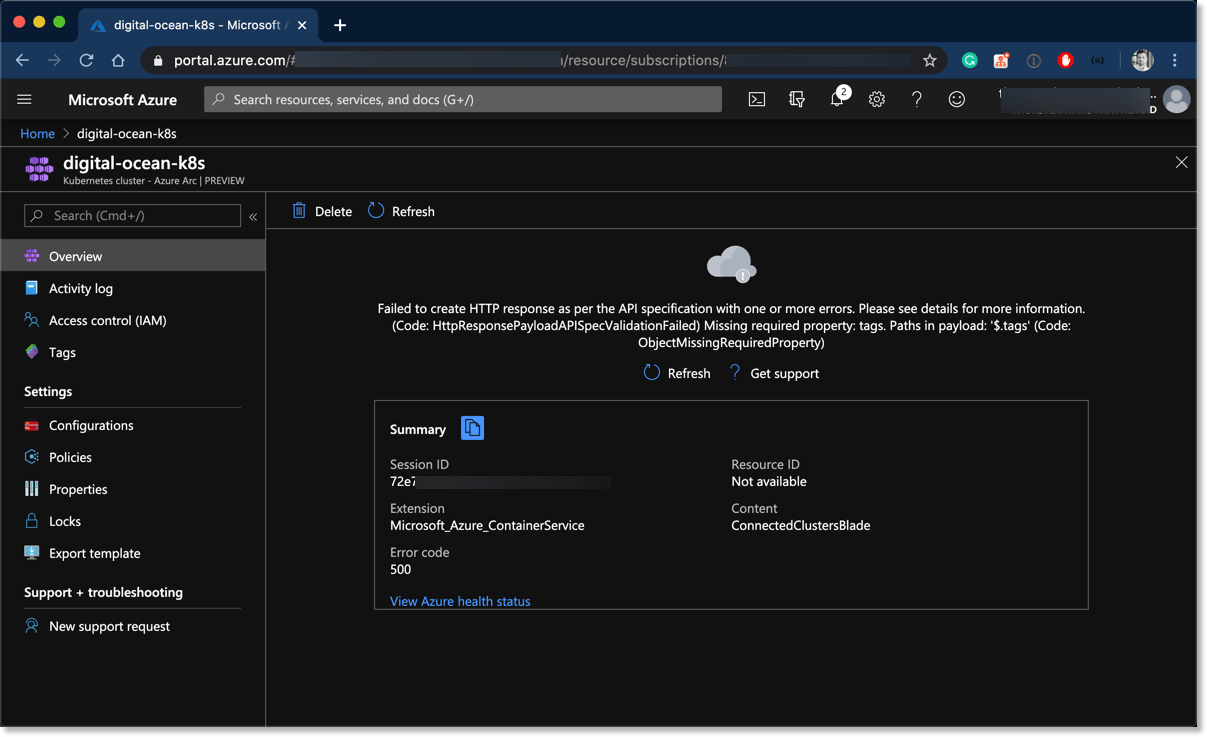 digital-ocean-k8s - Microsoft A
portal.azure.com/# /resource/subscriptions/
Microsoft Azure
Search resources, services, and docs (G+/)
2
Home > digital-ocean-k8s
digital-ocean-k8s
Kubernetes cluster - Azure Arc | PREVIEW
Search (Cmd+/)
«
Delete
Refresh
Overview
Activity log
Access control (IAM)
Tags
Settings
Configurations
Policies
Properties
Locks
Export template
Support + troubleshooting
New support request
Failed to create HTTP response as per the API specification with one or more errors. Please see details for more information.
(Code: HttpResponsePayloadAPISpecValidationFailed) Missing required property: tags. Paths in payload: '$.tags' (Code:
ObjectMissingRequiredProperty)
Refresh
Get support
Summary
Session ID
72e7
Resource ID
Not available
Extension
Microsoft_Azure_ContainerService
Content
ConnectedClustersBlade
Error code
500
View Azure health status